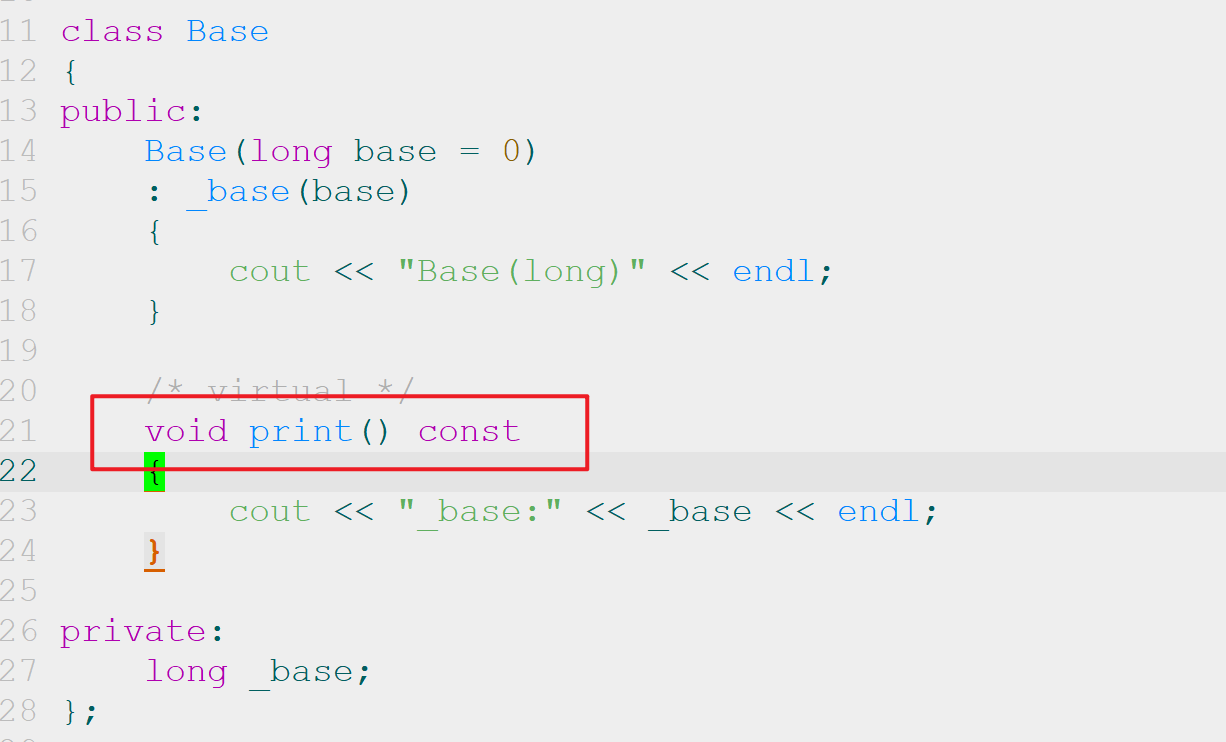 11 class Base
12 {
13 public:
14     Base(long base = 0)
15     : _base(base)
16     {
17         cout << "Base(long)" << endl;
18     }
19
20     /* virtual */
21     void print() const
22     {
23         cout << "_base:" << _base << endl;
24     }
25
26 private:
27     long _base;
28 };